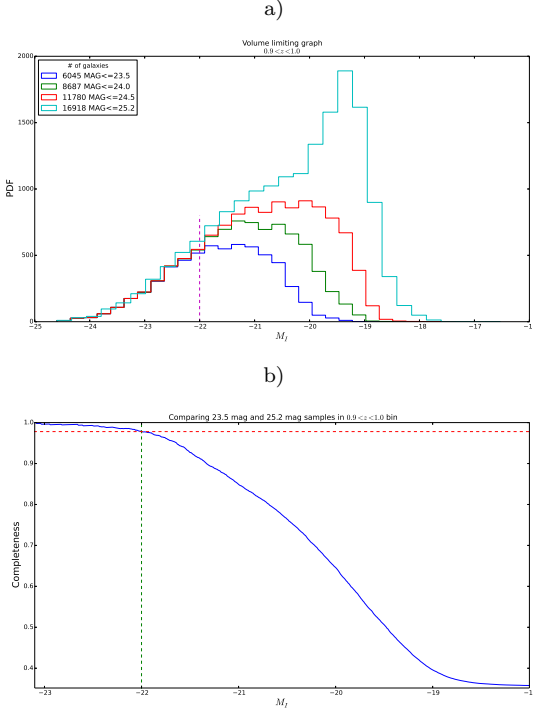 a)
Volume limiting graph
0.9 < z < 1.0
2000
1500
1000
500
0
PDF
# of galaxies
6045 MAG<=23.5
8687 MAG<=24.0
11780 MAG<=24.5
16918 MAG<=25.2
−25 −24 −23 −22 −21 −20 −19 −18 −17 −1
M_I
b)
Comparing 23.5 mag and 25.2 mag samples in 0.9 < z < 1.0 bin
1.0
0.9
0.8
0.7
0.6
0.5
0.4
Completeness
−23 −22 −21 −20 −19 −1
M_I